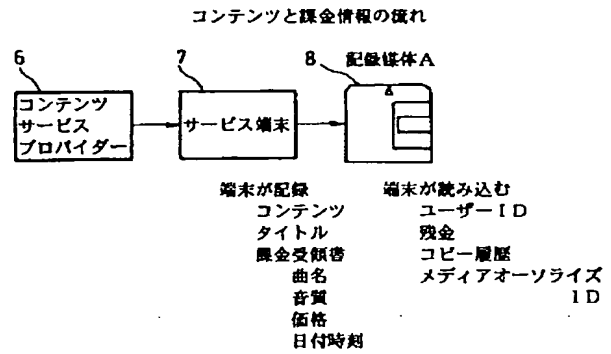 コンテンツと課金情報の流れ
6
7
8
記録媒体A
コンテンツ
サービス
プロバイダー
サービス端末
端末が記録
コンテンツ
タイトル
課金受領書
曲名
音質
価格
日付時刻
端末が読み込む
ユーザーID
残金
コピー履歴
メディアオーソライズ
ID